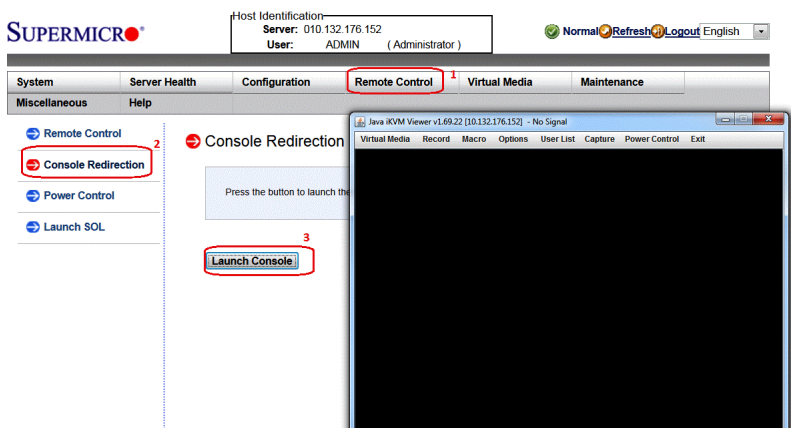 Host Identification
SUPERMICRO
Server: 010.132.176.152
User: ADMIN ( Administrator )
Normal Refresh Logout English
System Server Health Configuration Remote Control 1 Virtual Media Maintenance
Miscellaneous Help
Java iKVM Viewer v1.69.22 [10.132.176.152] - No Signal
Virtual Media Record Macro Options User List Capture Power Control Exit
Remote Control
2
Console Redirection
Power Control
Launch SOL
Console Redirection
Press the button to launch the
3
Launch Console